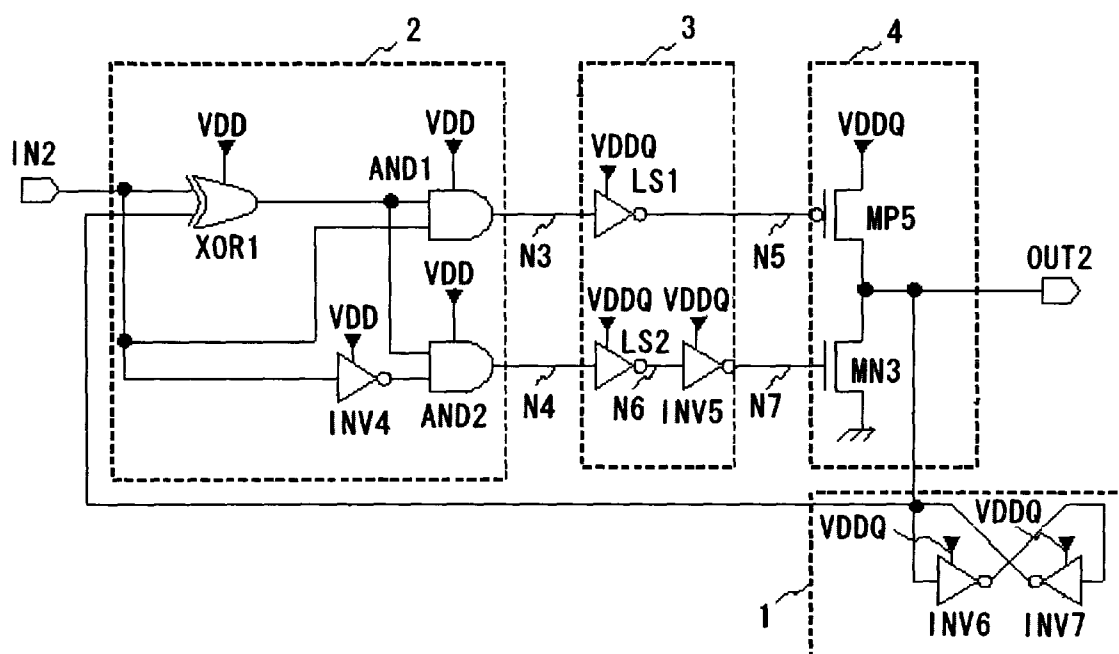 2
3
4
IN2
VDD
XOR1
AND1
VDD
N3
VDDQ
LS1
N5
VDDQ
MP5
OUT2
VDD
INV4
VDD
AND2
N4
VDDQ
LS2
N6
VDDQ
INV5
N7
MN3
1
VDDQ
INV6
VDDQ
INV7